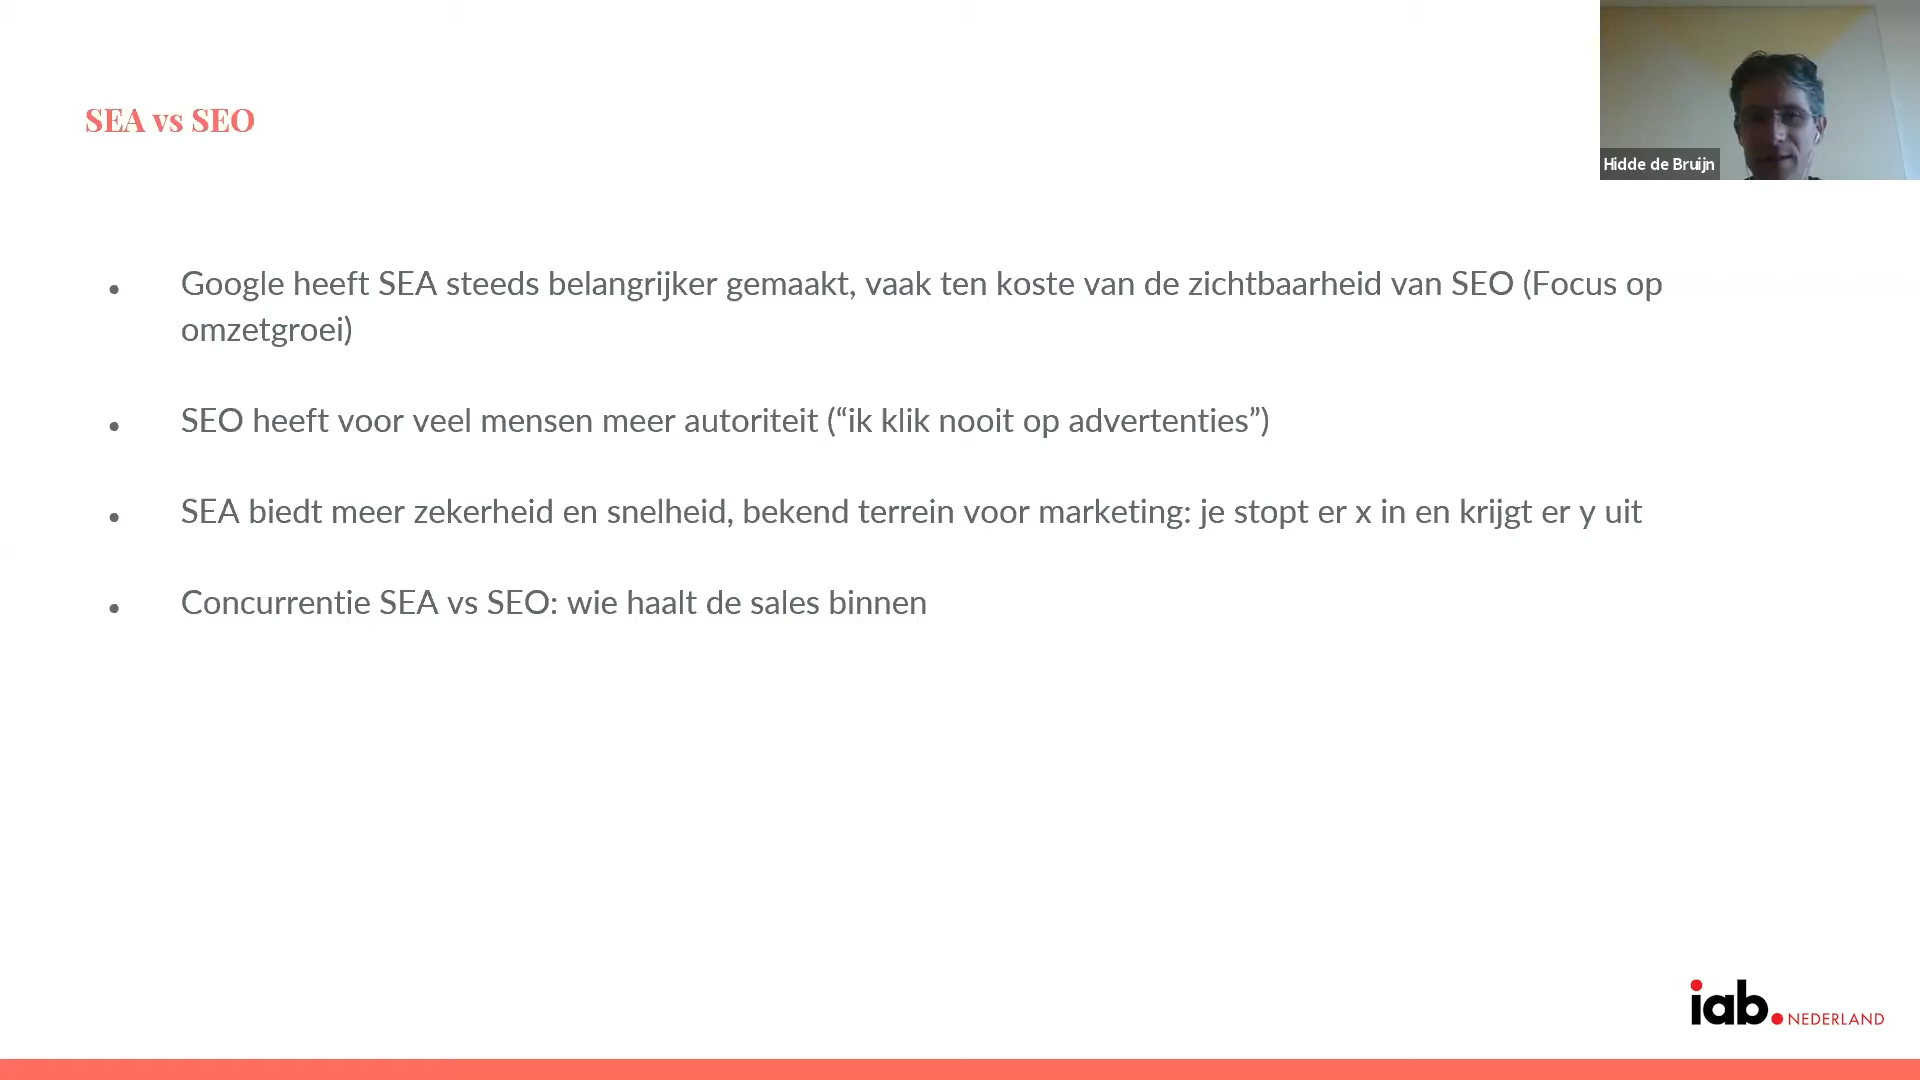 SEA vs SEO
Hidde de Bruijn
• Google heeft SEA steeds belangrijker gemaakt, vaak ten koste van de zichtbaarheid van SEO (Focus op
omzetgroei)
• SEO heeft voor veel mensen meer autoriteit (“ik klik nooit op advertenties”)
• SEA biedt meer zekerheid en snelheid, bekend terrein voor marketing: je stopt er x in en krijgt er y uit
• Concurrentie SEA vs SEO: wie haalt de sales binnen
iab.NEDERLAND